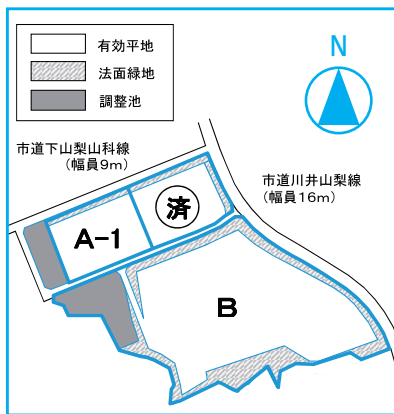 有効平地
法面緑地
調整池
N
市道下山梨山科線
（幅員9m）
市道川井山梨線
（幅員16m）
済
A-1
B